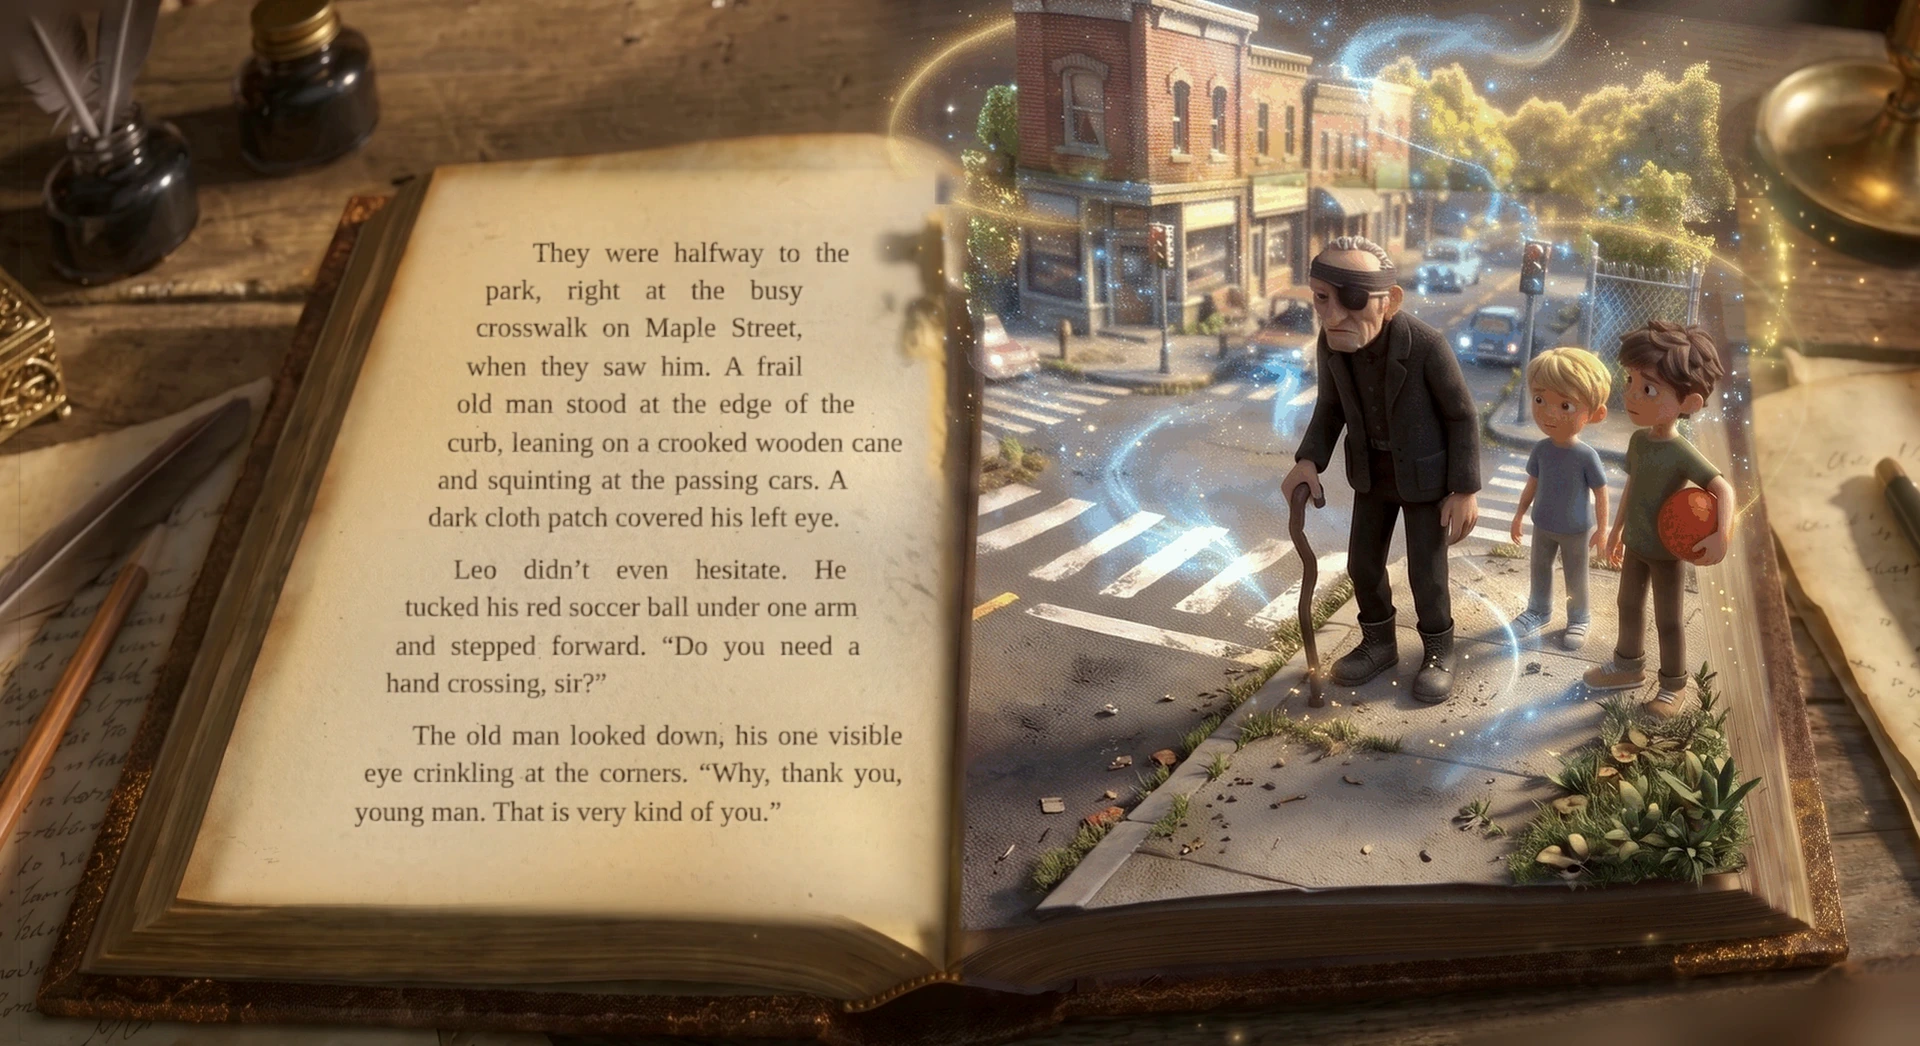 They were halfway to the
park, right at the busy
crosswalk on Maple Street,
when they saw him. A frail
old man stood at the edge of the
curb, leaning on a crooked wooden cane
and squinting at the passing cars. A
dark cloth patch covered his left eye.
Leo didn’t even hesitate. He
tucked his red soccer ball under one arm
and stepped forward. “Do you need a
hand crossing, sir?”
The old man looked down, his one visible
eye crinkling at the corners. “Why, thank you,
young man. That is very kind of you.”